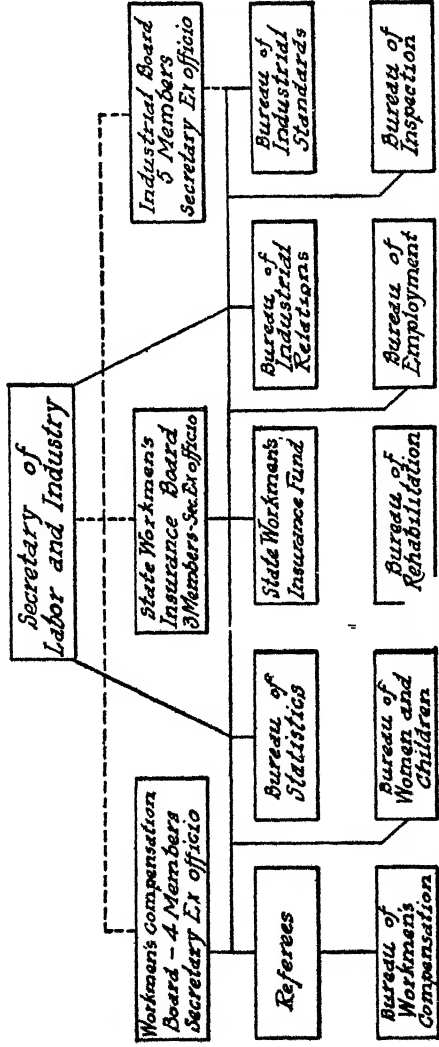 Secretary of
Labor and Industry
Workmen's Compensation
Board - 4 Members
Secretary Ex officio
State Workmen's
Insurance Board
3 Members-Sec. Ex officio
Industrial Board
5 Members
Secretary Ex officio
Referees
Bureau of
Statistics
State Workmen's
Insurance Fund
Bureau of
Industrial
Relations
Bureau of
Industrial
Standards
Bureau of
Workmen's
Compensation
Bureau of
Women and
Children
Bureau of
Rehabilitation
Bureau of
Employment
Bureau of
Inspection